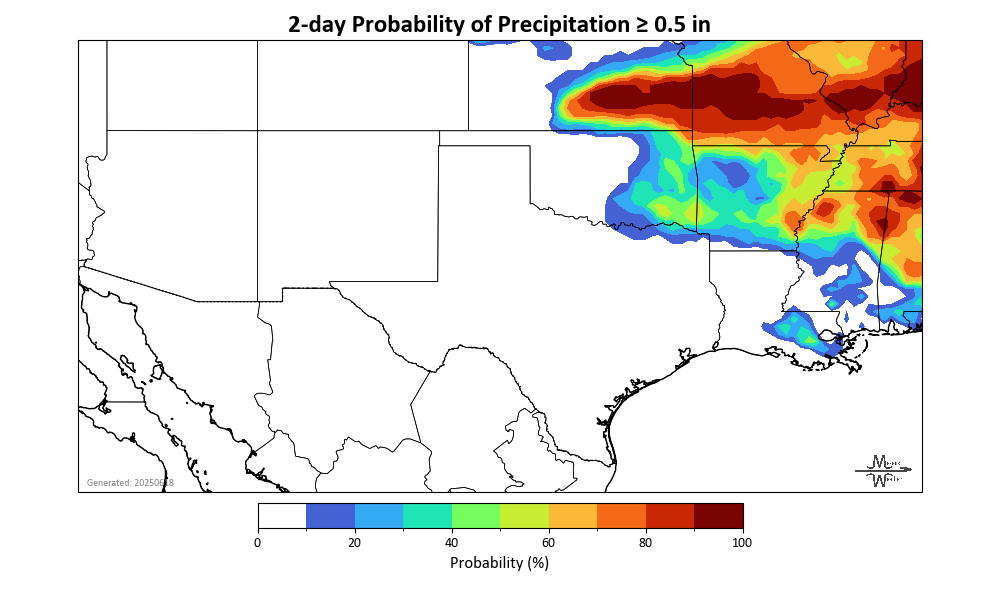 2-day Probability of Precipitation ≥ 0.5 in
Generated: 20250618
0 20 40 60 80 100
Probability (%)